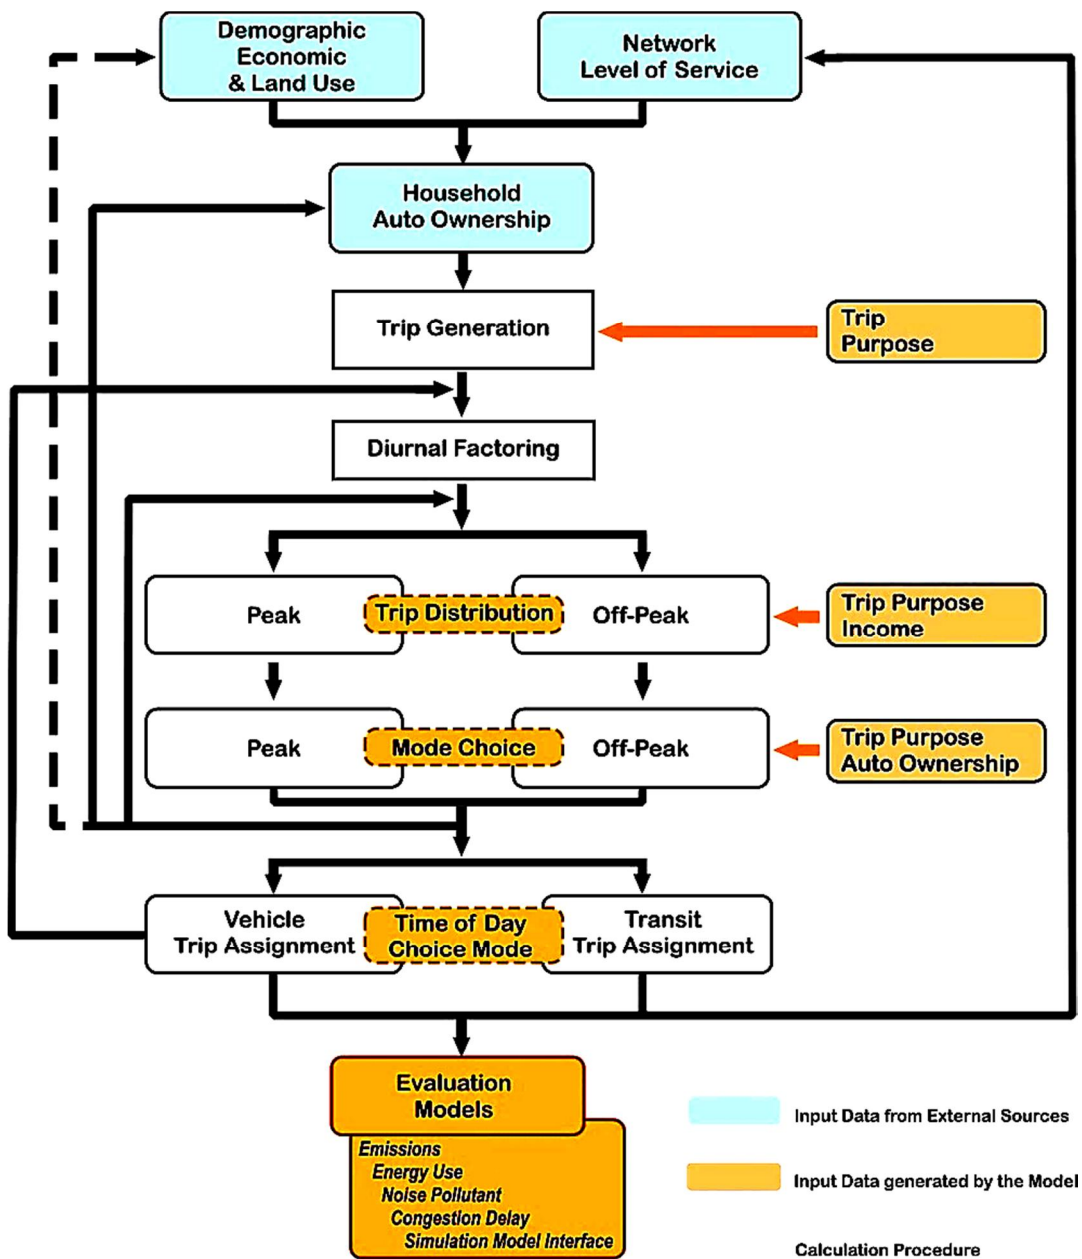 Demographic
Economic
& Land Use
Network
Level of Service
Household
Auto Ownership
Trip Generation
Trip
Purpose
Diurnal Factoring
Peak
Trip Distribution
Off-Peak
Trip Purpose
Income
Peak
Mode Choice
Off-Peak
Trip Purpose
Auto Ownership
Vehicle
Trip Assignment
Time of Day
Choice Mode
Transit
Trip Assignment
Evaluation
Models
Emissions
Energy Use
Noise Pollutant
Congestion Delay
Simulation Model Interface
Input Data from External Sources
Input Data generated by the Model
Calculation Procedure